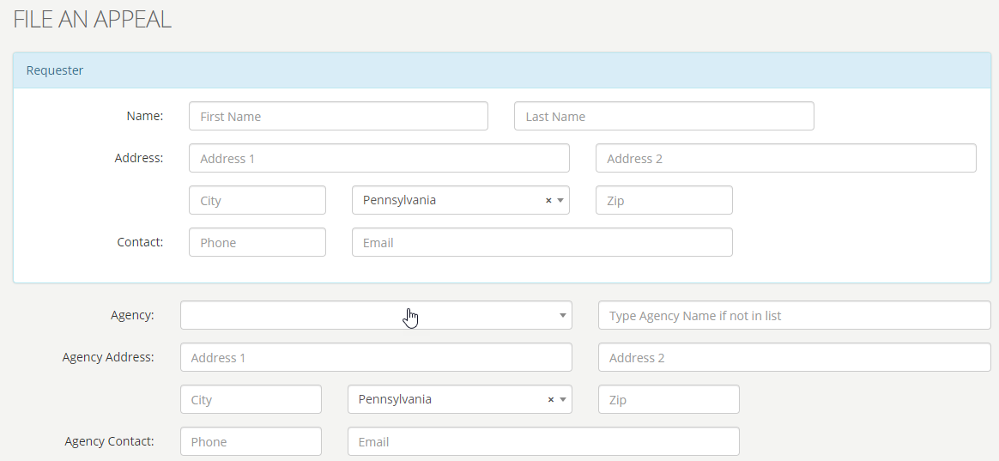 FILE AN APPEAL
Requester
Name: First Name Last Name
Address: Address 1 Address 2
City Pennsylvania × Zip
Contact: Phone Email
Agency: Type Agency Name if not in list
Agency Address: Address 1 Address 2
City Pennsylvania × Zip
Agency Contact: Phone Email